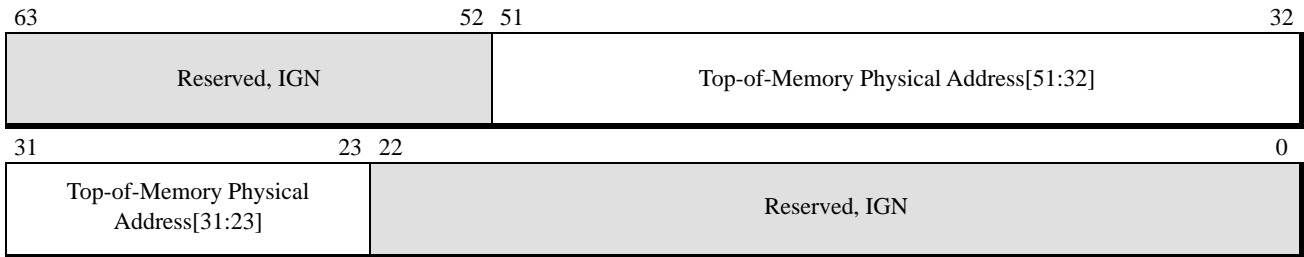 63 52 51 32
Reserved, IGN Top-of-Memory Physical Address[51:32]
31 23 22 0
Top-of-Memory Physical
Address[31:23]
Reserved, IGN